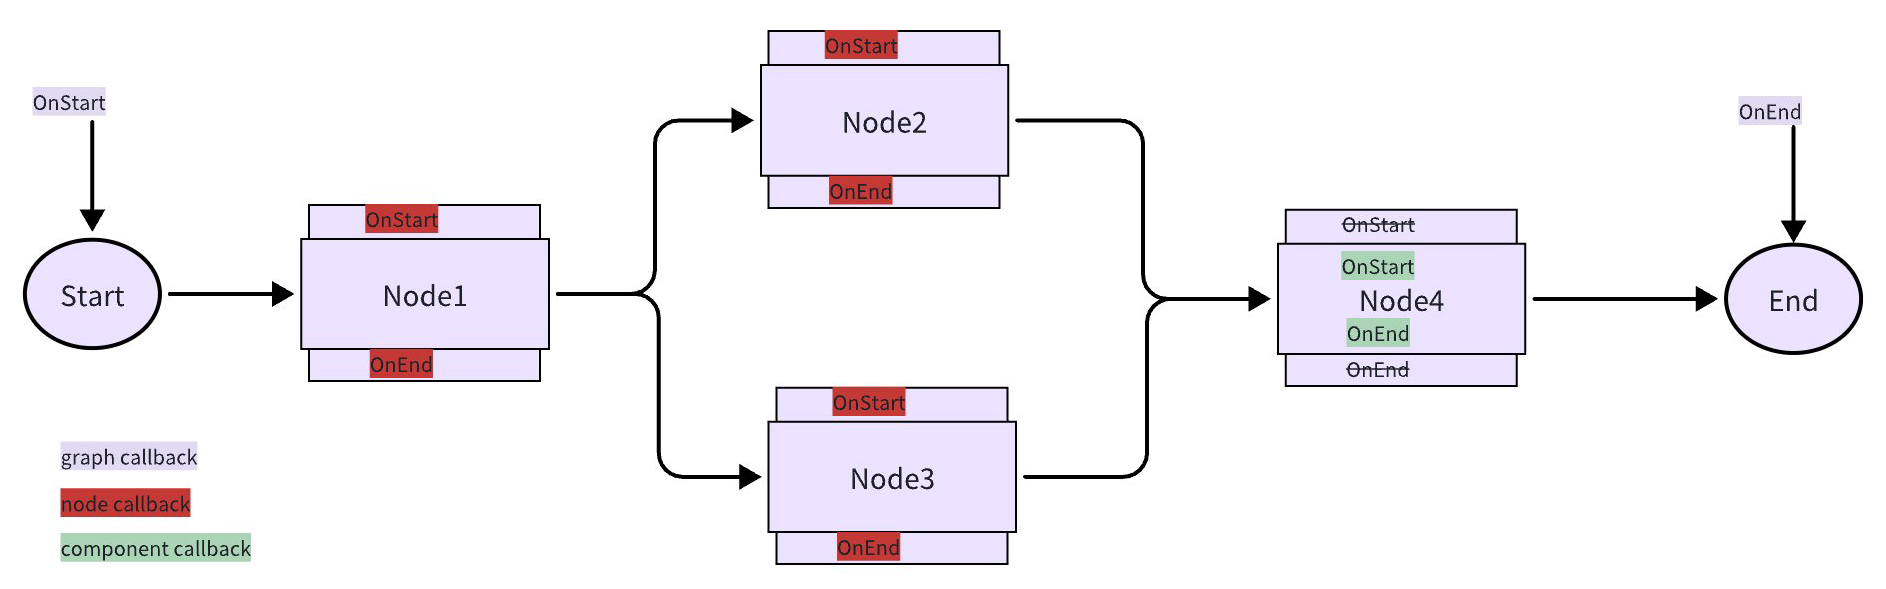 OnStart
Start
OnStart
Node1
OnEnd
OnStart
Node2
OnEnd
OnStart
Node3
OnEnd
OnStart
OnStart
Node4
OnEnd
OnEnd
OnEnd
End
graph callback
node callback
component callback